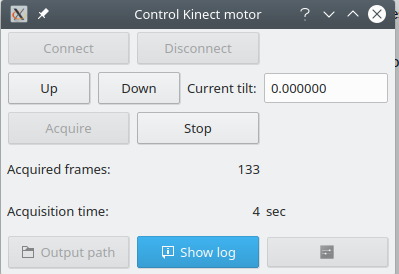 Control Kinect motor
Connect Disconnect
Up Down Current tilt: 0.000000
Acquire Stop
Acquired frames: 133
Acquisition time: 4 sec
Output path Show log